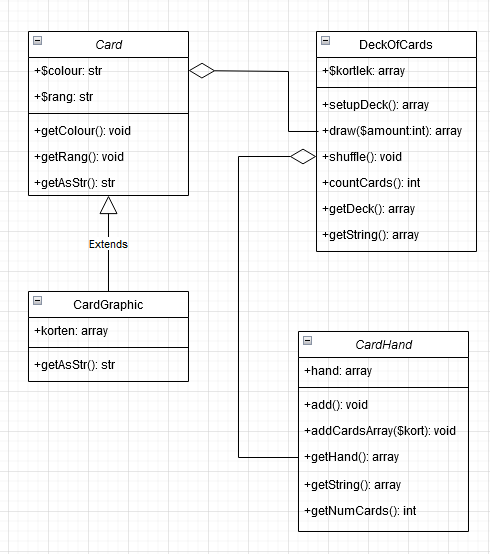 Card
+$colour: str
+$rang: str
+getColour(): void
+getRang(): void
+getAsStr(): str
Extends
CardGraphic
+korten: array
+getAsStr(): str
DeckOfCards
+$kortlek: array
+setupDeck(): array
+draw($amount:int): array
+shuffle(): void
+countCards(): int
+getDeck(): array
+getString(): array
CardHand
+hand: array
+add(): void
+addCardsArray($kort): void
+getHand(): array
+getString(): array
+getNumCards(): int